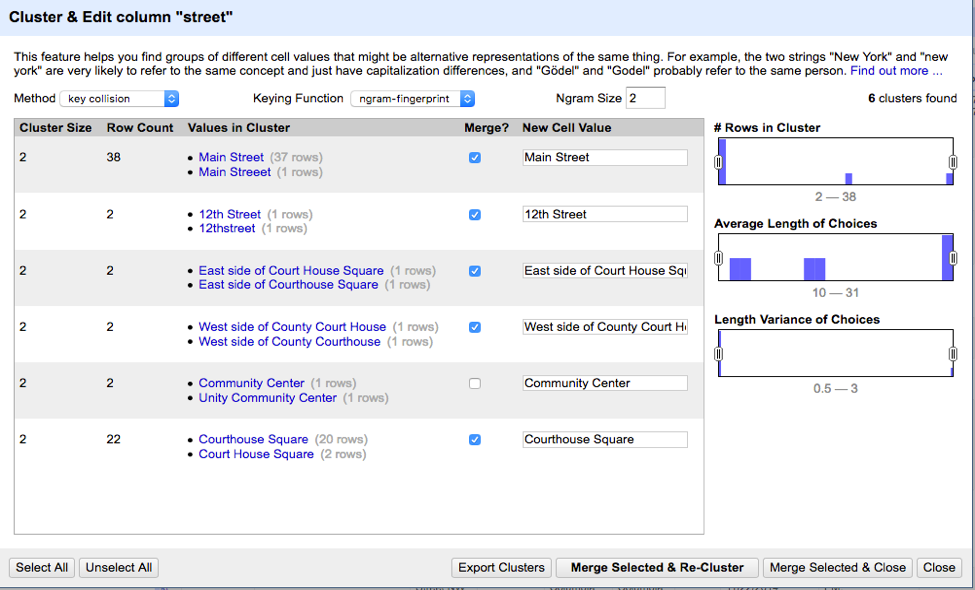 Cluster & Edit column "street"
This feature helps you find groups of different cell values that might be alternative representations of the same thing. For example, the two strings "New York" and "new
york" are very likely to refer to the same concept and just have capitalization differences, and "Gödel" and "Godel" probably refer to the same person. Find out more ...
Method key collision Keying Function ngram-fingerprint Ngram Size 2 6 clusters found
Cluster Size Row Count Values in Cluster Merge? New Cell Value
2 38 • Main Street (37 rows) Main Street
• Main Streeet (1 rows)
2 2 • 12th Street (1 rows) 12th Street
• 12thstreet (1 rows)
2 2 • East side of Court House Square (1 rows) East side of Court House Squ
• East side of Courthouse Square (1 rows)
2 2 • West side of County Court House (1 rows) West side of County Court H
• West side of County Courthouse (1 rows)
2 2 • Community Center (1 rows) Community Center
• Unity Community Center (1 rows)
2 22 • Courthouse Square (20 rows) Courthouse Square
• Court House Square (2 rows)
# Rows in Cluster
2 — 38
Average Length of Choices
10 — 31
Length Variance of Choices
0.5 — 3
Select All Unselect All Export Clusters Merge Selected & Re-Cluster Merge Selected & Close Close